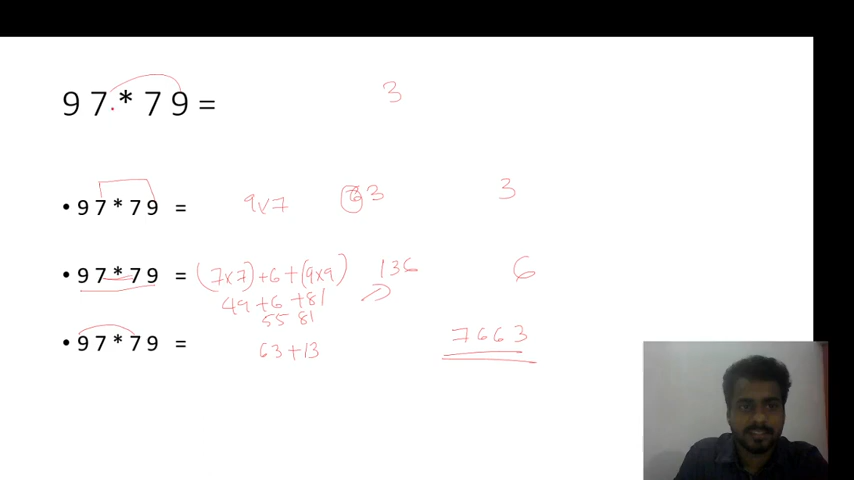 97*79=
3
• 97*79 = 9x7 63 3
• 97*79 = (7x7)+6+(9x9) 136 6
49+6+81
55 81
• 97*79 = 63+13 7663